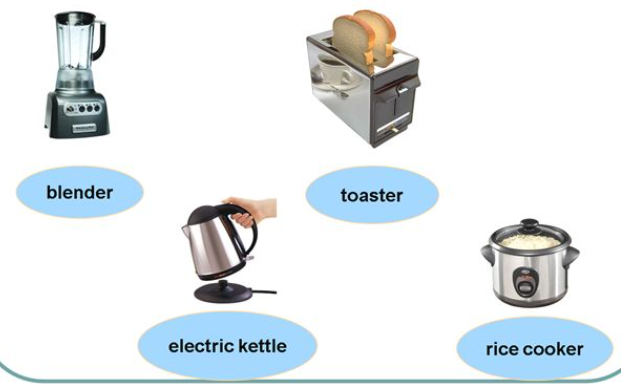 blender
toaster
electric kettle
rice cooker